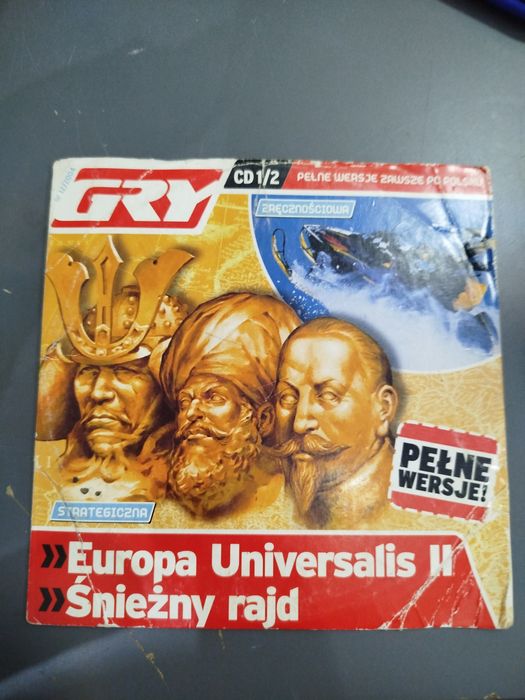 GRY
CD 1/2
PEŁNE WERSJE ZAWSZE PO POLSKU
ZRĘCZNOŚCIOWA
PEŁNE
WERSJE!
STRATEGICZNA
»Europa Universalis II
»Śnieżny rajd